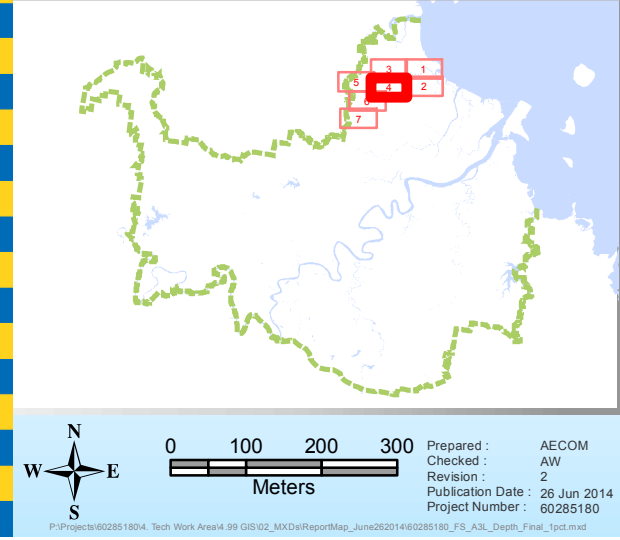 3 1
5 4 2
6
7
N
W E
S
0 100 200 300
Meters
Prepared : AECOM
Checked : AW
Revision : 2
Publication Date : 26 Jun 2014
Project Number : 60285180
P:\Projects\60285180\4. Tech Work Area\4.99 GIS\02_MXDs\ReportMap_June262014\60285180_FS_A3L_Depth_Final_1pct.mxd